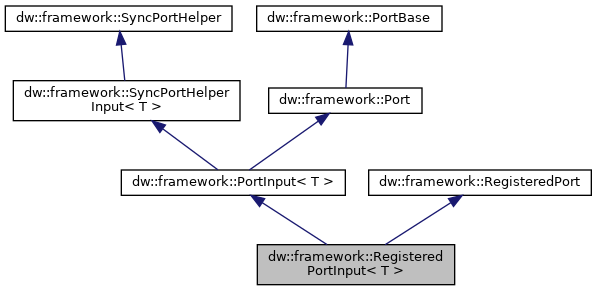 dw::framework::SyncPortHelper
dw::framework::PortBase
dw::framework::SyncPortHelper
Input< T >
dw::framework::Port
dw::framework::PortInput< T >
dw::framework::RegisteredPort
dw::framework::Registered
PortInput< T >